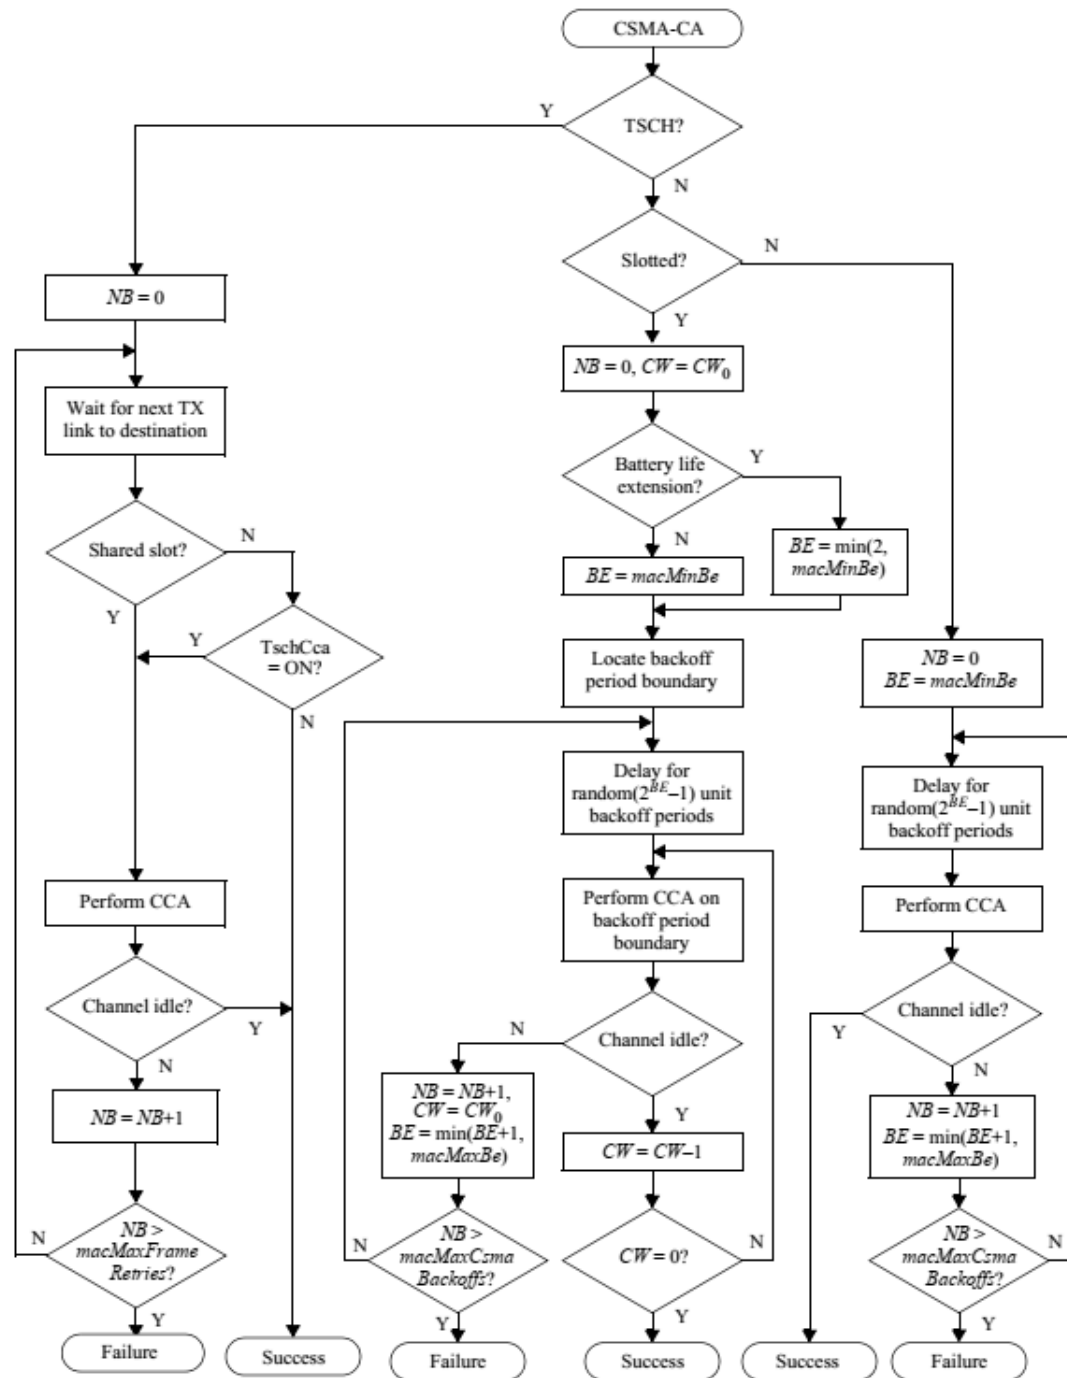 CSMA-CA
TSCH?
Y
N
Slotted?
N
Y
NB = 0
NB = 0, CW = CW0
Wait for next TX
link to destination
Battery life
extension?
Y
N
BE = min(2,
macMinBe)
BE = macMinBe
Shared slot?
N
Y
TschCca
= ON?
Y
N
Locate backoff
period boundary
NB = 0
BE = macMinBe
Delay for
random(2^BE–1) unit
backoff periods
Delay for
random(2^BE–1) unit
backoff periods
Perform CCA
Perform CCA on
backoff period
boundary
Perform CCA
Channel idle?
Y
N
Channel idle?
N
Y
Channel idle?
Y
N
NB = NB+1
NB = NB+1,
CW = CW0
BE = min(BE+1,
macMaxBe)
CW = CW–1
NB = NB+1
BE = min(BE+1,
macMaxBe)
NB >
macMaxFrame
Retries?
N
Y
NB >
macMaxCsma
Backoffs?
N
Y
CW = 0?
N
Y
NB >
macMaxCsma
Backoffs?
N
Y
Failure
Success
Failure
Success
Success
Failure